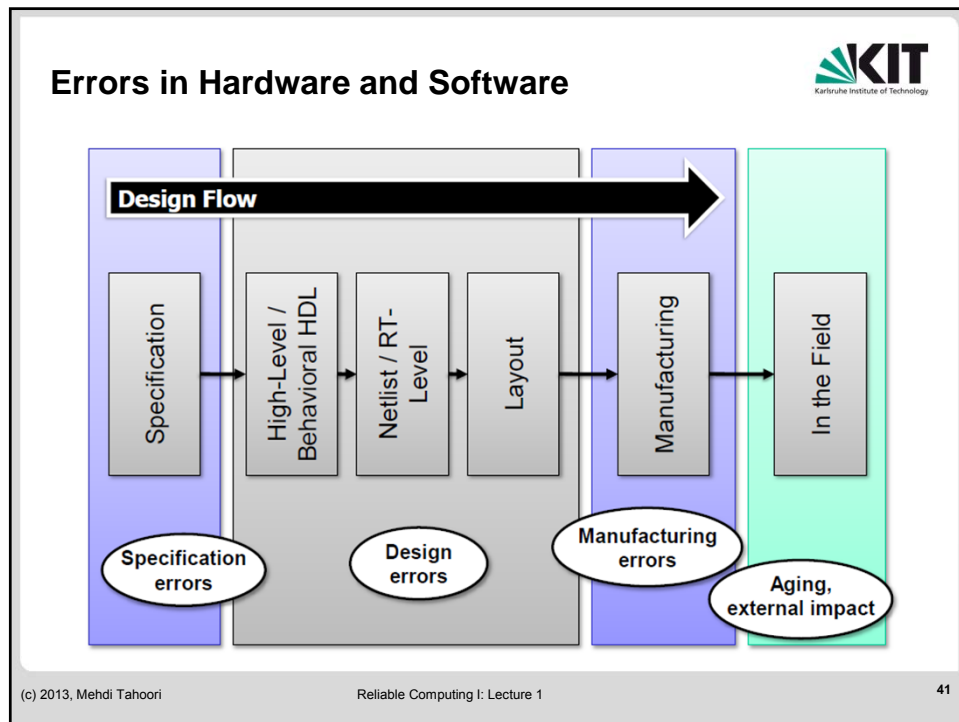 Errors in Hardware and Software
KIT
Karlsruhe Institute of Technology
Design Flow
Specification
High-Level /
Behavioral HDL
Netlist / RT-
Level
Layout
Manufacturing
In the Field
Specification
errors
Design
errors
Manufacturing
errors
Aging,
external impact
(c) 2013, Mehdi Tahoori
Reliable Computing I: Lecture 1
41